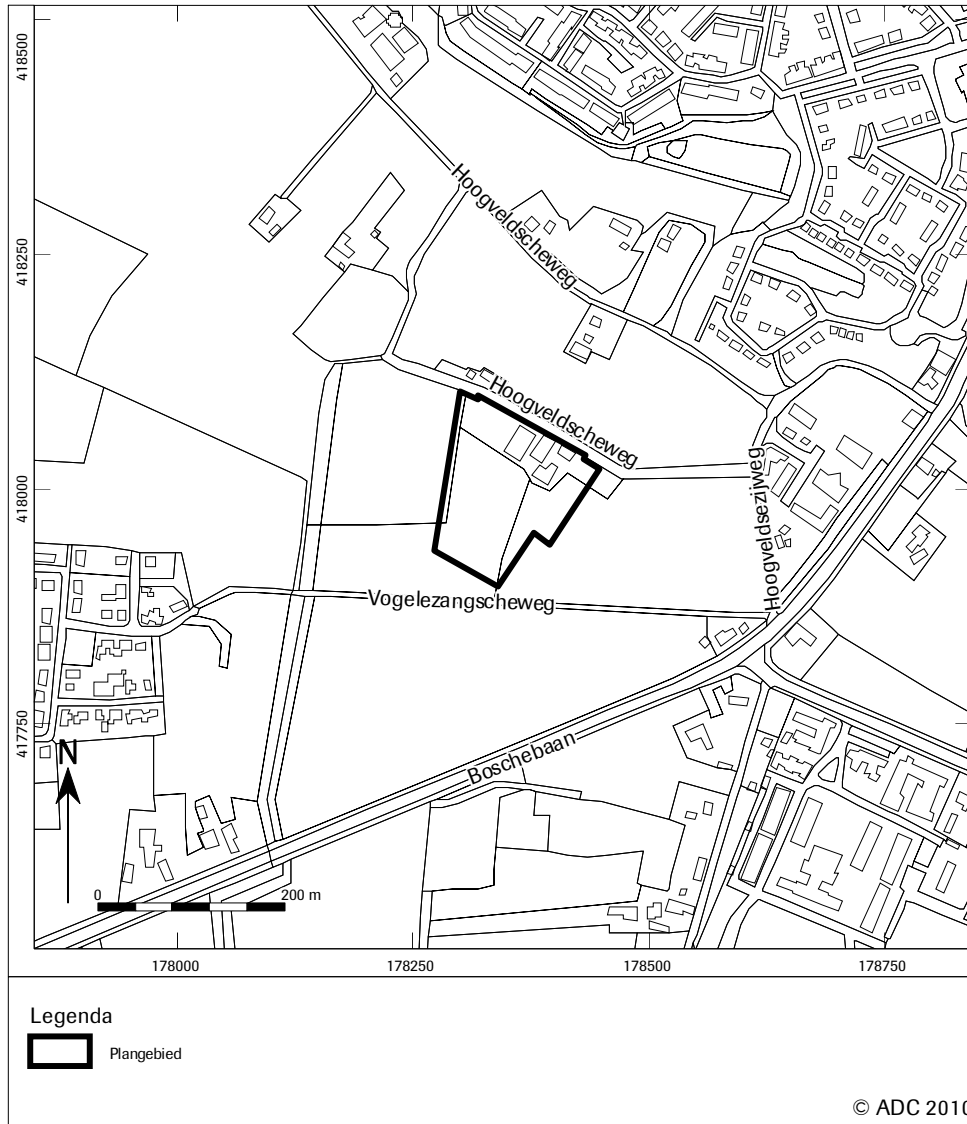 418500
Hoogveldscheweg
418250
Hoogveldscheweg
418000
Hoogveldsezijweg
Vogelezangscheweg
417750
N
Boschebaan
0 200 m
178000 178250 178500 178750
Legenda
Plangebied
© ADC 2010